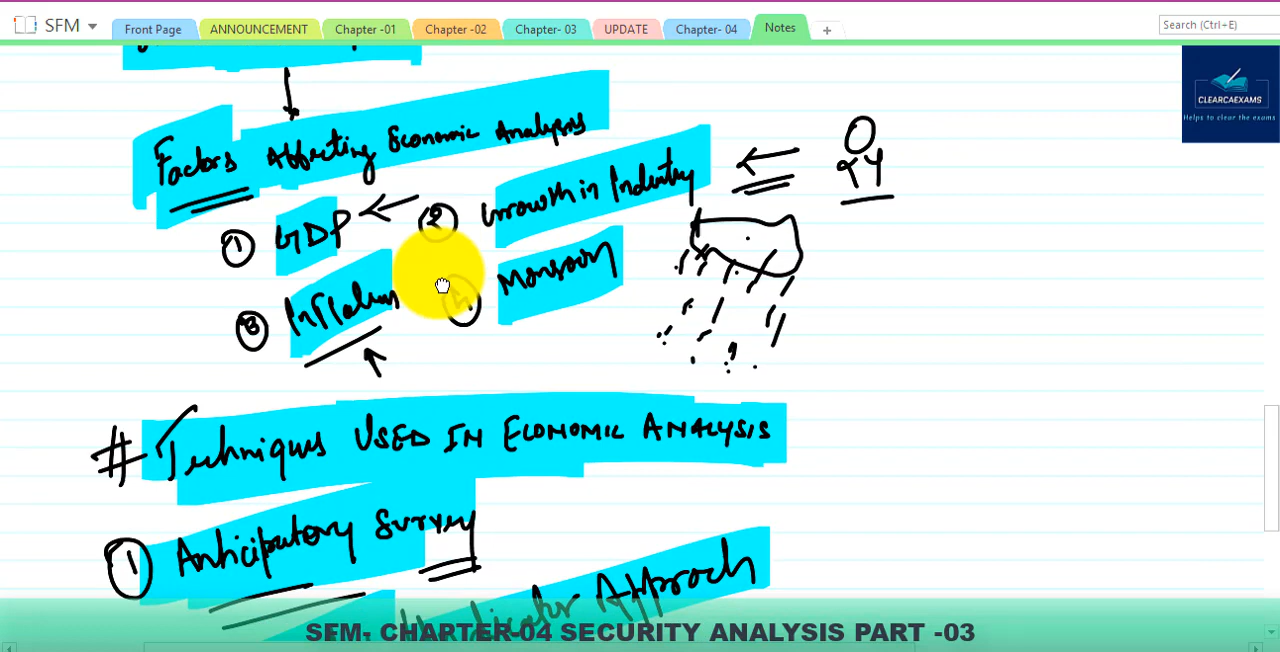 SFM Front Page ANNOUNCEMENT Chapter -01 Chapter -02 Chapter- 03 UPDATE Chapter- 04 Notes + Search (Ctrl+E)
CLEARCAEXAMS
Helps to clear the exams
Factors Affecting Economic Analysis
① GDP ② Growth in Industry
③ Inflation ④ Monsoon
# Techniques USED IN ECONOMIC ANALYSIS
① Anticipatory Survey
Approch
SFM- CHAPTER-04 SECURITY ANALYSIS PART -03